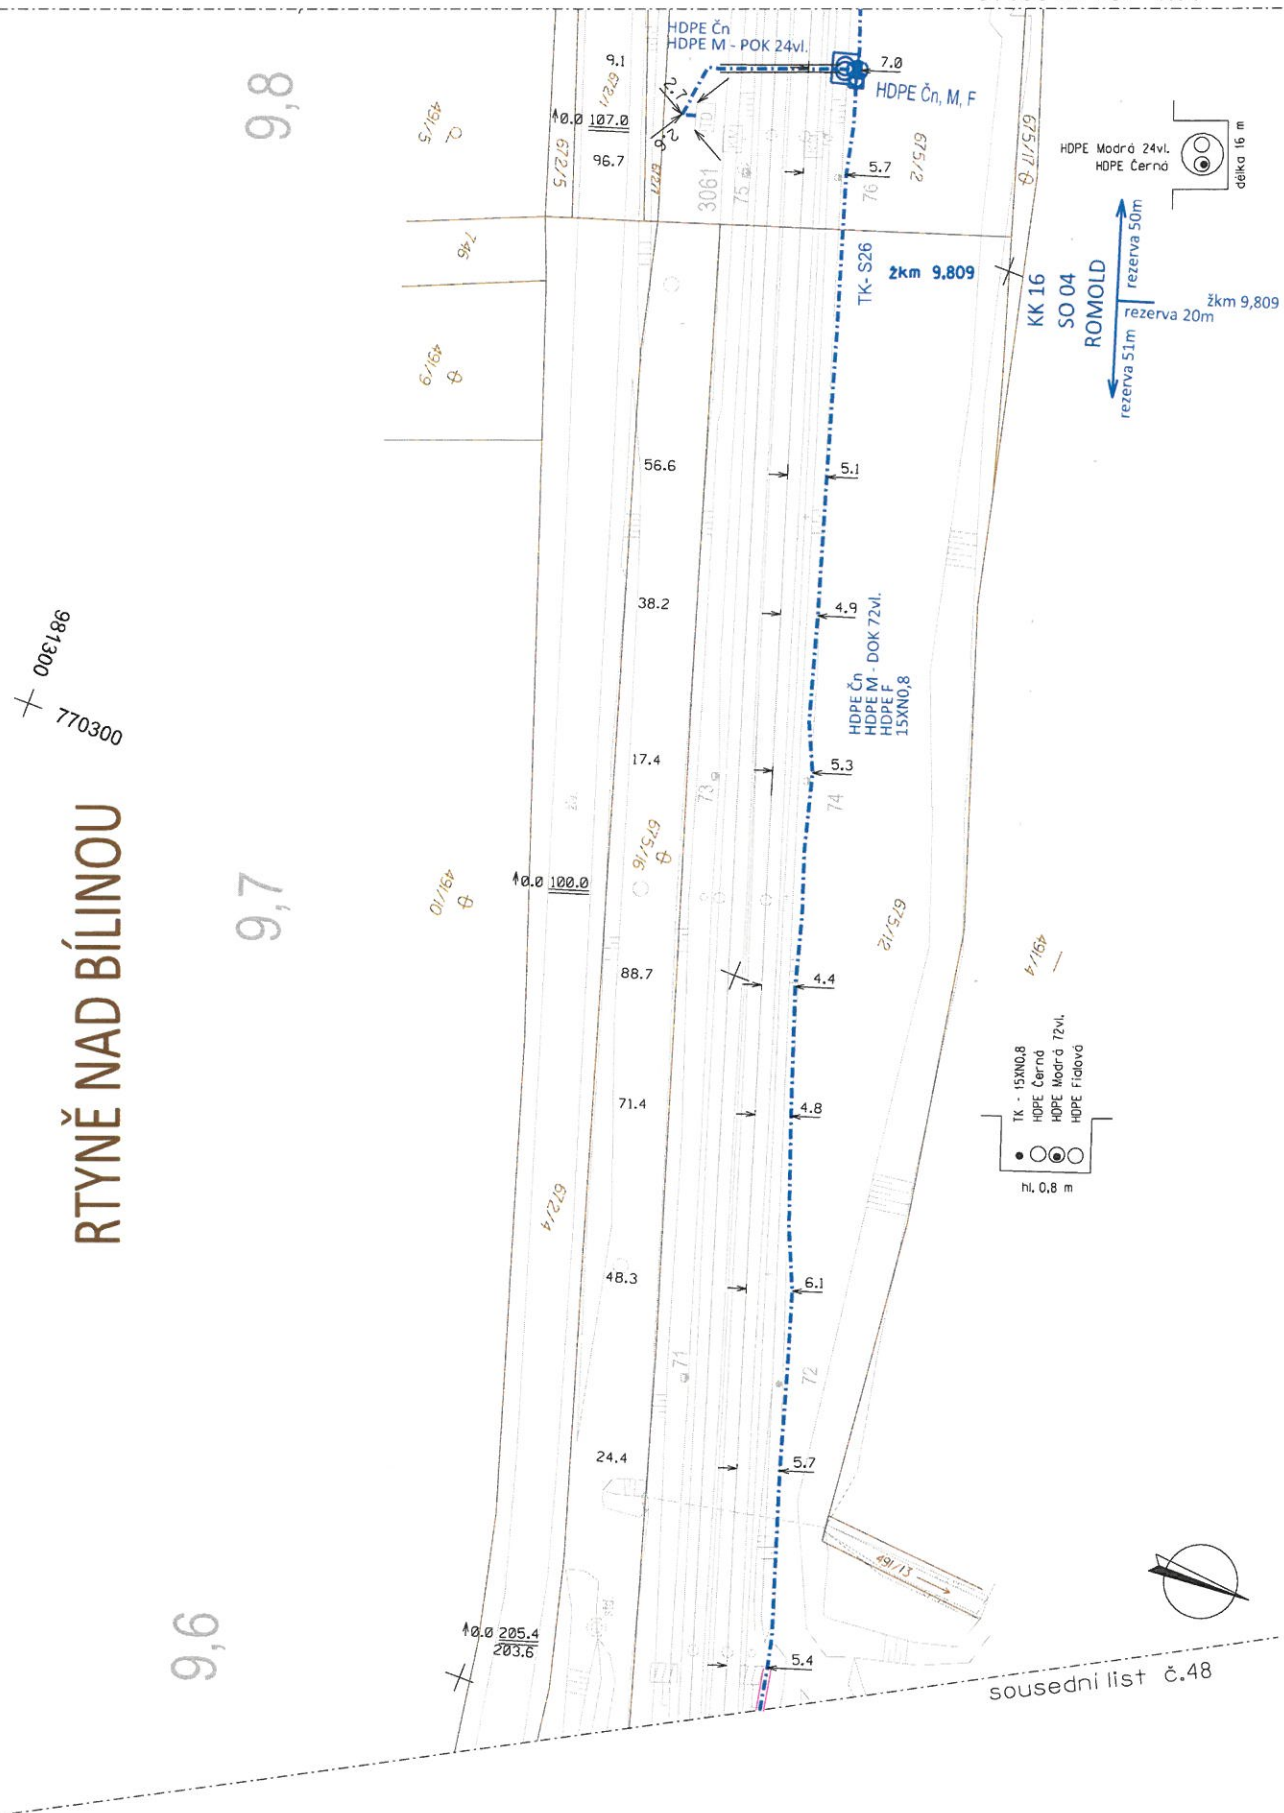 HDPE Čn
HDPE M - POK 24vl.
7.0
HDPE Čn, M, F
9.1
672/1
2.7
2.6
9,8
491/5
0.0 107.0
96.7
672/5
672/1
3061
75
5.7
76
675/2
675/17
HDPE Modrá 24vl.
HDPE Černá
délka 16 m
746
TK- S26
žkm 9,809
KK 16
SO 04
ROMOLD
rezerva 50m
rezerva 20m
rezerva 51m
žkm 9,809
491/9
56.6
5.1
38.2
4.9
HDPE Čn
HDPE M - DOK 72vl.
HDPE F
15XN0,8
981300
770300
17.4
73
5.3
74
675/16
RTYNĚ NAD BÍLINOU
9,7
491/10
0.0 100.0
675/12
491/4
88.7
4.4
71.4
4.8
TK - 15XN0,8
HDPE Černá
HDPE Modrá 72vl.
HDPE Fialová
hl. 0,8 m
672/4
48.3
6.1
71
72
24.4
5.7
491/13
9,6
0.0 205.4
203.6
5.4
sousední list č.48